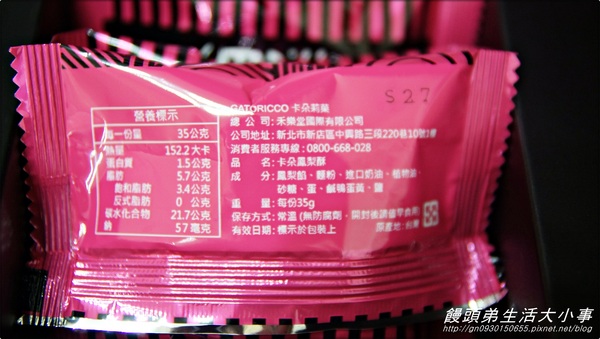 S27
營養標示
每一份量 35公克
熱量 152.2大卡
蛋白質 1.5公克
脂肪 5.7公克
飽和脂肪 3.4公克
反式脂肪 0 公克
碳水化合物 21.7公克
鈉 57毫克
GATORICCO 卡朵莉菓
總公司:禾樂堂國際有限公司
公司地址:新北市新店區中興路三段220巷10號
消費者服務專線:0800-668-028
品名:卡朵鳳梨酥
成分:鳳梨餡、麵粉、進口奶油、植物油、
砂糖、蛋、鹹鴨蛋黃、鹽
重量:每份35g
保存方式:常溫(無防腐劑,開封後請儘早食用)
有效日期:標示於包裝上
原產地:台灣
饅頭弟生活大小事
http://gn0930150655.pixnet.net/blog